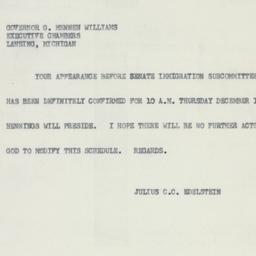 GOVERNOR G. MENNEN WILLIAMS
EXECUTIVE CHAMBERS
LANSING, MICHIGAN
YOUR APPEARANCE BEFORE SENATE IMMIGRATION SUBCOMMITTEE
HAS BEEN DEFINITELY CONFIRMED FOR 10 A.M. THURSDAY DECEMBER 1
HENNINGS WILL PRESIDE. I HOPE THERE WILL BE NO FURTHER ACTS
GOD TO MODIFY THIS SCHEDULE. REGARDS.
JULIUS C.C. EDELSTEIN